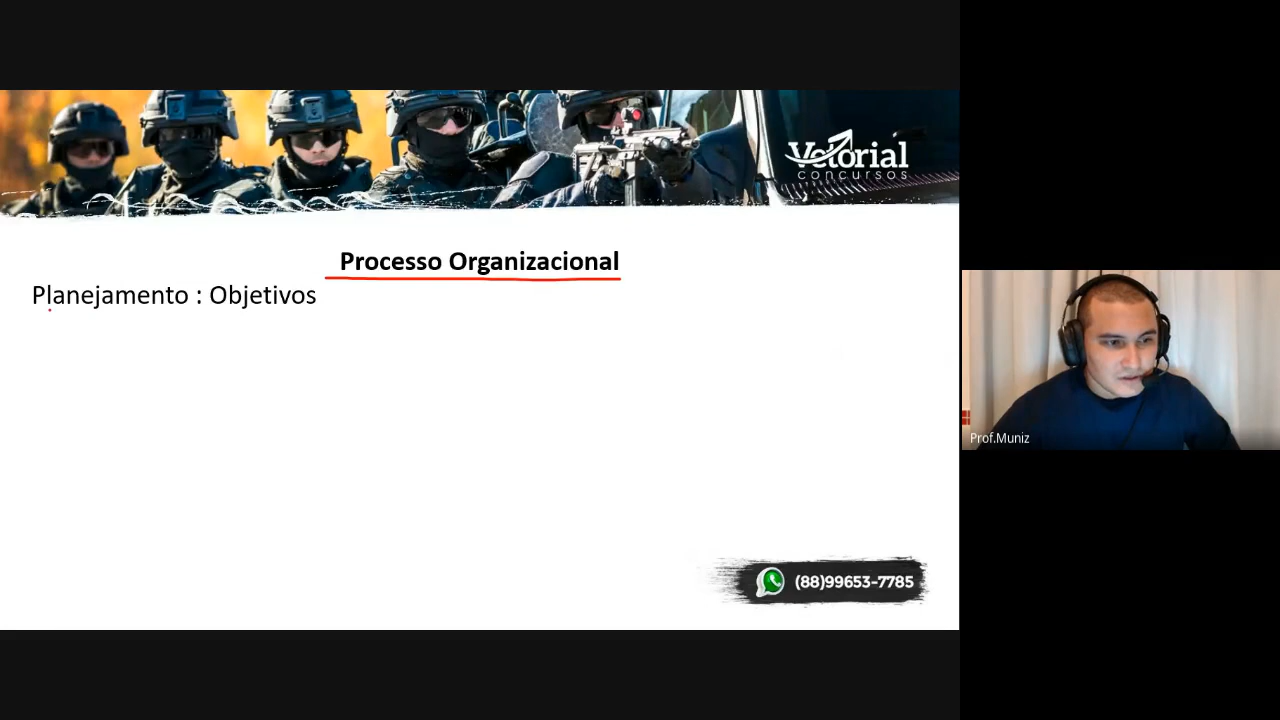 Vetorial
concursos
Processo Organizacional
Planejamento : Objetivos
Prof.Muniz
(88)99653-7785